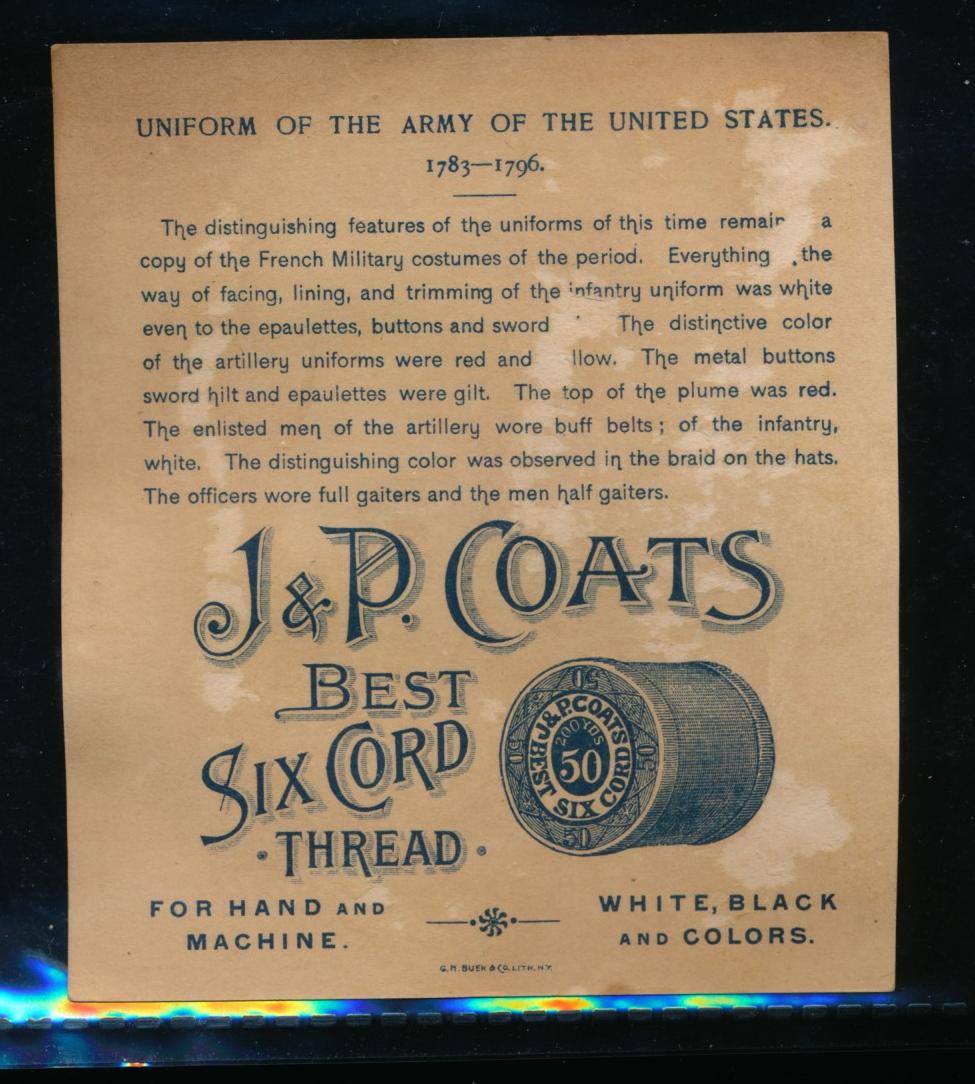 UNIFORM OF THE ARMY OF THE UNITED STATES.
1783—1796.
The distinguishing features of the uniforms of this time remain a
copy of the French Military costumes of the period. Everything the
way of facing, lining, and trimming of the infantry uniform was white
even to the epaulettes, buttons and sword The distinctive color
of the artillery uniforms were red and llow. The metal buttons
sword hilt and epaulettes were gilt. The top of the plume was red.
The enlisted men of the artillery wore buff belts; of the infantry,
white. The distinguishing color was observed in the braid on the hats.
The officers wore full gaiters and the men half gaiters.
J. & P. COATS
BEST
SIX CORD
·THREAD·
50
50
50
50
J. & P. COATS
200 YDS
50
BEST SIX CORD
FOR HAND AND
MACHINE.
WHITE, BLACK
AND COLORS.
G. H. BUEK & CO. LITH. N.Y.